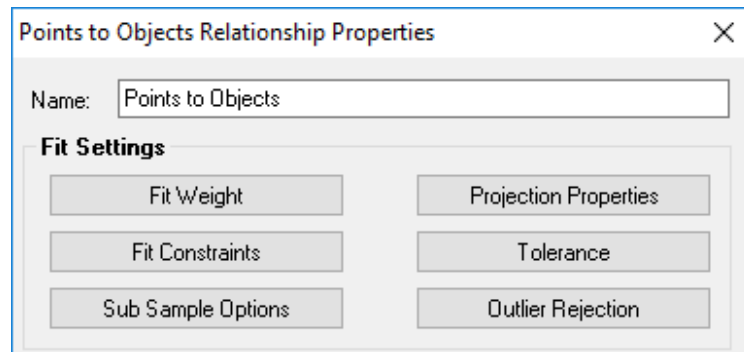 Points to Objects Relationship Properties
Name: Points to Objects
Fit Settings
Fit Weight Projection Properties
Fit Constraints Tolerance
Sub Sample Options Outlier Rejection